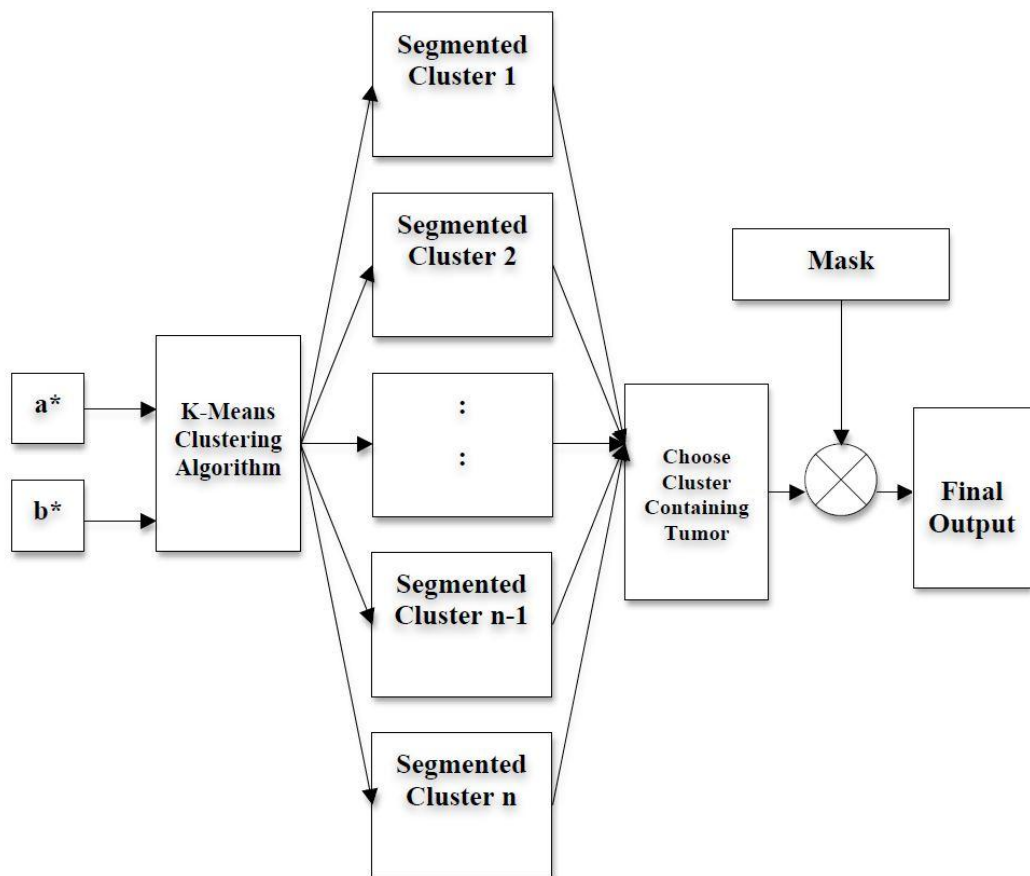 a*
b*
K-Means
Clustering
Algorithm
Segmented
Cluster 1
Segmented
Cluster 2
:
:
Segmented
Cluster n-1
Segmented
Cluster n
Choose
Cluster
Containing
Tumor
Mask
Final
Output